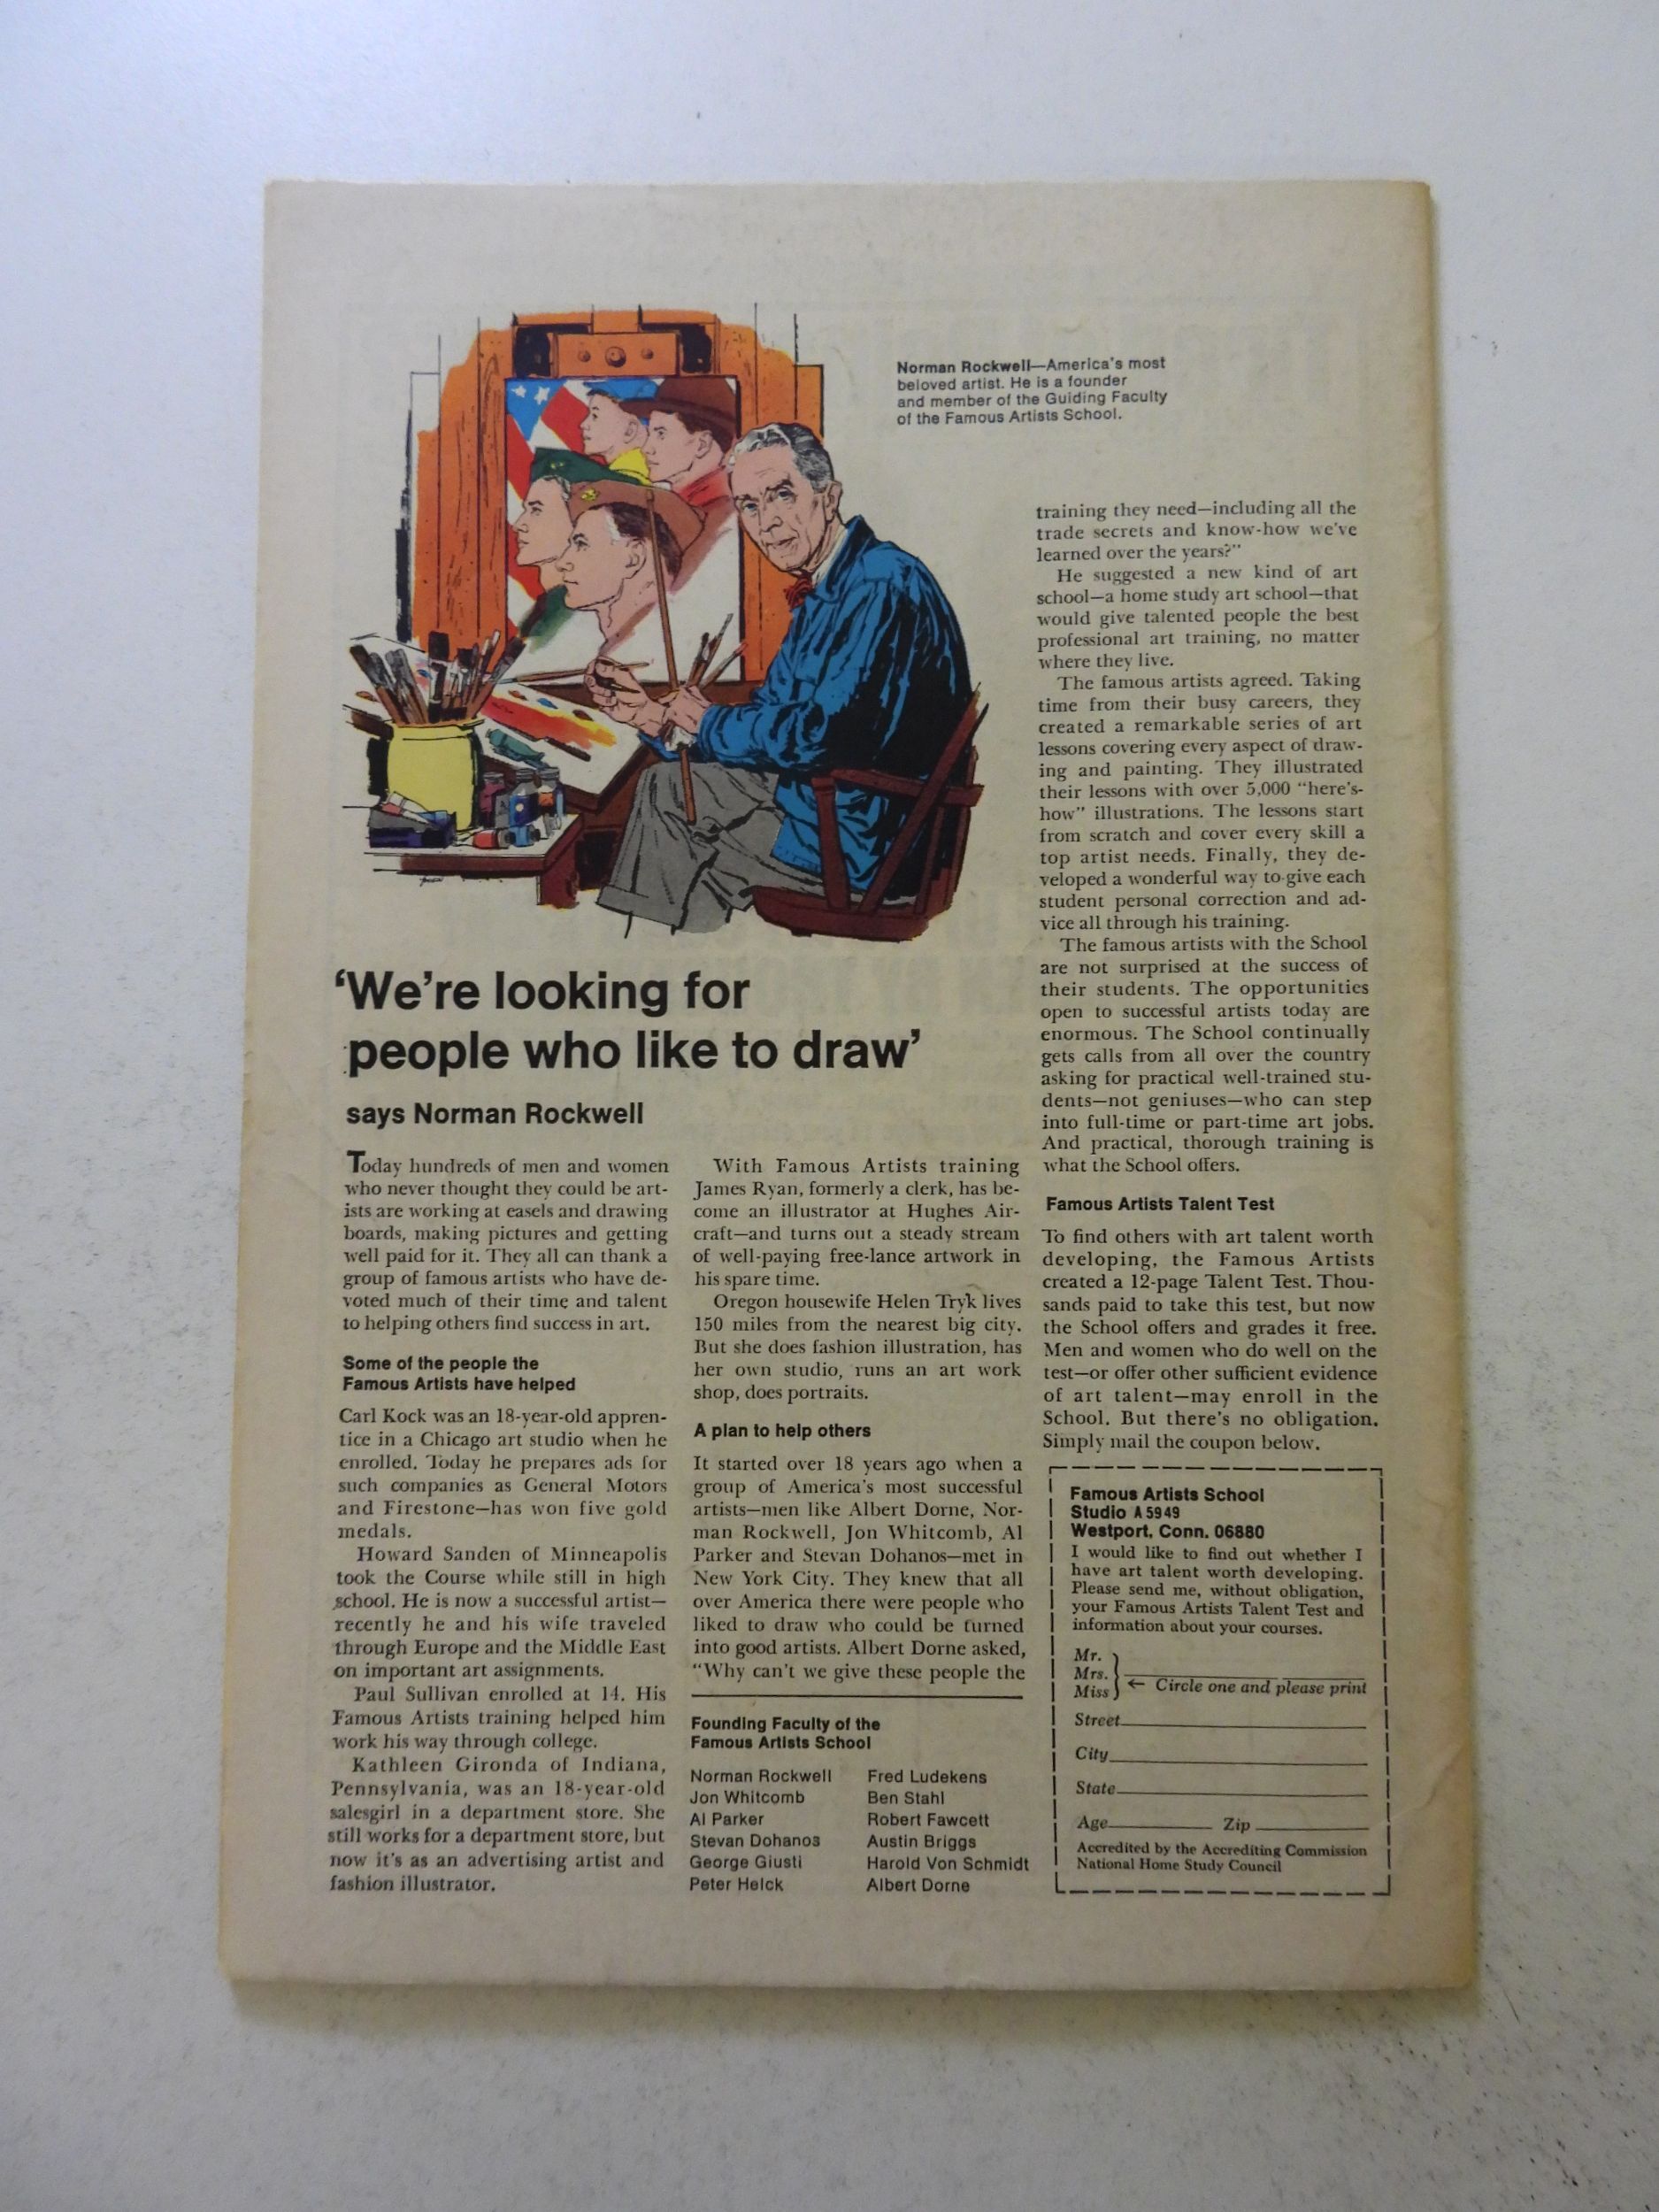 Norman Rockwell—America's most
beloved artist. He is a founder
and member of the Guiding Faculty
of the Famous Artists School.
'We're looking for
people who like to draw'
says Norman Rockwell
Today hundreds of men and women
who never thought they could be art-
ists are working at easels and drawing
boards, making pictures and getting
well paid for it. They all can thank a
group of famous artists who have de-
voted much of their time and talent
to helping others find success in art.
Some of the people the
Famous Artists have helped
Carl Kock was an 18-year-old appren-
tice in a Chicago art studio when he
enrolled. Today he prepares ads for
such companies as General Motors
and Firestone—has won five gold
medals.
Howard Sanden of Minneapolis
took the Course while still in high
school. He is now a successful artist—
recently he and his wife traveled
through Europe and the Middle East
on important art assignments.
Paul Sullivan enrolled at 14. His
Famous Artists training helped him
work his way through college.
Kathleen Gironda of Indiana,
Pennsylvania, was an 18-year-old
salesgirl in a department store. She
still works for a department store, but
now it's as an advertising artist and
fashion illustrator.
With Famous Artists training
James Ryan, formerly a clerk, has be-
come an illustrator at Hughes Air-
craft—and turns out a steady stream
of well-paying free-lance artwork in
his spare time.
Oregon housewife Helen Tryk lives
150 miles from the nearest big city.
But she does fashion illustration, has
her own studio, runs an art work
shop, does portraits.
A plan to help others
It started over 18 years ago when a
group of America's most successful
artists—men like Albert Dorne, Nor-
man Rockwell, Jon Whitcomb, Al
Parker and Stevan Dohanos—met in
New York City. They knew that all
over America there were people who
liked to draw who could be turned
into good artists. Albert Dorne asked,
"Why can't we give these people the
Founding Faculty of the
Famous Artists School
Norman Rockwell
Jon Whitcomb
Al Parker
Stevan Dohanos
George Giusti
Peter Helck
Fred Ludekens
Ben Stahl
Robert Fawcett
Austin Briggs
Harold Von Schmidt
Albert Dorne
training they need—including all the
trade secrets and know-how we've
learned over the years?"
He suggested a new kind of art
school—a home study art school—that
would give talented people the best
professional art training, no matter
where they live.
The famous artists agreed. Taking
time from their busy careers, they
created a remarkable series of art
lessons covering every aspect of draw-
ing and painting. They illustrated
their lessons with over 5,000 "here's-
how" illustrations. The lessons start
from scratch and cover every skill a
top artist needs. Finally, they de-
veloped a wonderful way to give each
student personal correction and ad-
vice all through his training.
The famous artists with the School
are not surprised at the success of
their students. The opportunities
open to successful artists today are
enormous. The School continually
gets calls from all over the country
asking for practical well-trained stu-
dents—not geniuses—who can step
into full-time or part-time art jobs.
And practical, thorough training is
what the School offers.
Famous Artists Talent Test
To find others with art talent worth
developing, the Famous Artists
created a 12-page Talent Test. Thou-
sands paid to take this test, but now
the School offers and grades it free.
Men and women who do well on the
test—or offer other sufficient evidence
of art talent—may enroll in the
School. But there's no obligation.
Simply mail the coupon below.
Famous Artists School
Studio A5949
Westport, Conn. 06880
I would like to find out whether I
have art talent worth developing.
Please send me, without obligation,
your Famous Artists Talent Test and
information about your courses.
Mr.
Mrs.
Miss
← Circle one and please print
Street
City
State
Age Zip
Accredited by the Accrediting Commission
National Home Study Council